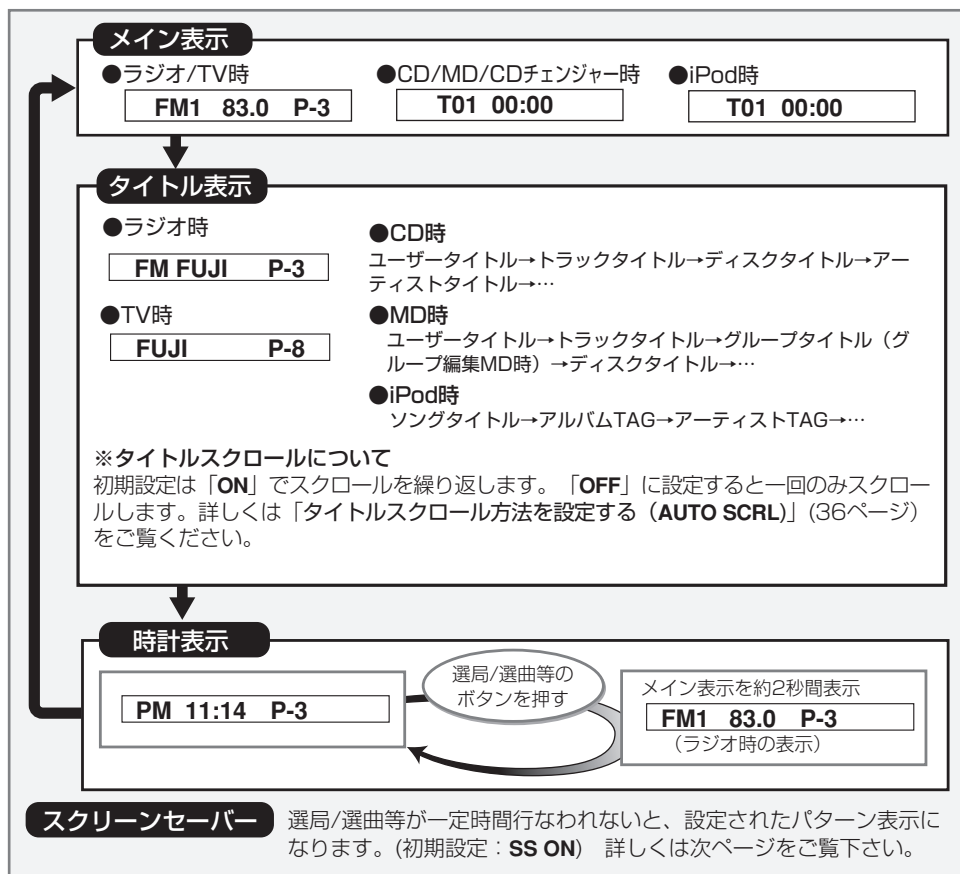 メイン表示
●ラジオ/TV時
FM1 83.0 P-3
●CD/MD/CDチェンジャー時
T01 00:00
●iPod時
T01 00:00
タイトル表示
●ラジオ時
FM FUJI P-3
●TV時
FUJI P-8
●CD時
ユーザータイトル→トラックタイトル→ディスクタイトル→アー
ティストタイトル→…
●MD時
ユーザータイトル→トラックタイトル→グループタイトル（グ
ループ編集MD時）→ディスクタイトル→…
●iPod時
ソングタイトル→アルバムTAG→アーティストTAG→…
※タイトルスクロールについて
初期設定は「ON」でスクロールを繰り返します。「OFF」に設定すると一回のみスクロー
ルします。詳しくは「タイトルスクロール方法を設定する（AUTO SCRL)」(36ページ）
をご覧ください。
時計表示
PM 11:14 P-3
選局/選曲等の
ボタンを押す
メイン表示を約2秒間表示
FM1 83.0 P-3
（ラジオ時の表示）
スクリーンセーバー
選局/選曲等が一定時間行なわれないと、設定されたパターン表示に
なります。(初期設定：SS ON) 詳しくは次ページをご覧下さい。